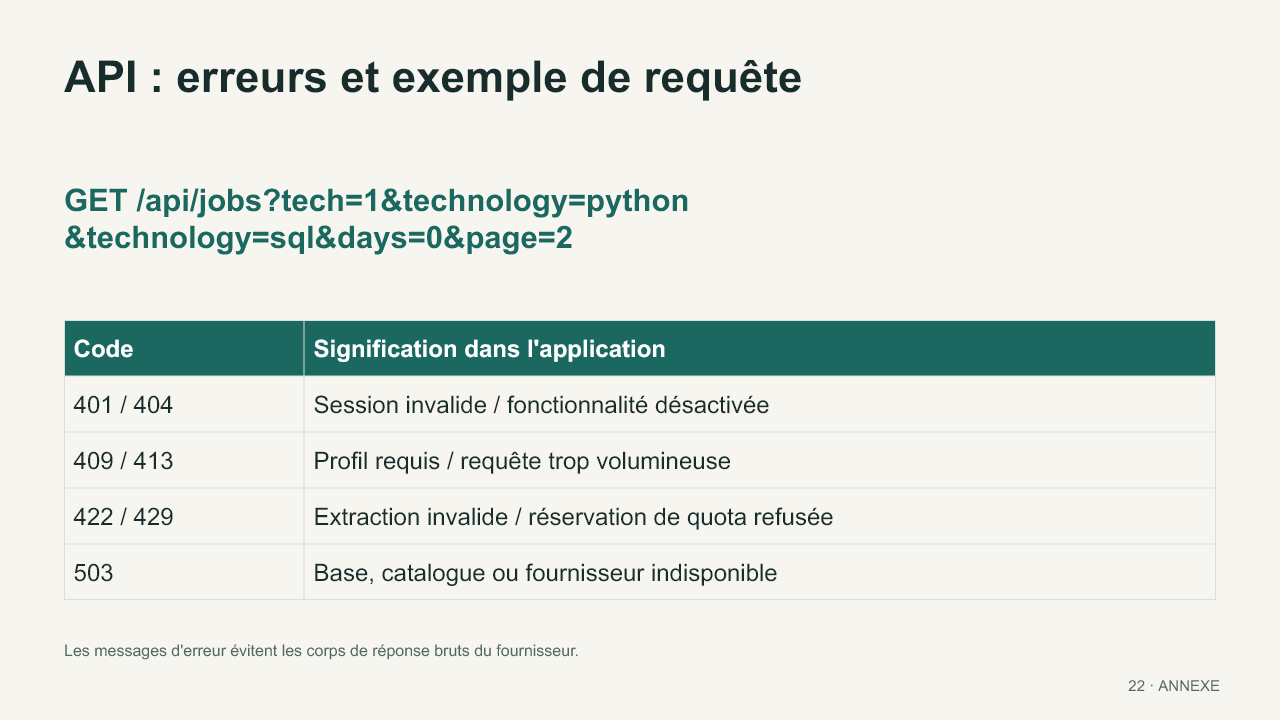 API : erreurs et exemple de requête
GET /api/jobs?tech=1&technology=python
&technology=sql&days=0&page=2
Code Signification dans l'application
401 / 404 Session invalide / fonctionnalité désactivée
409 / 413 Profil requis / requête trop volumineuse
422 / 429 Extraction invalide / réservation de quota refusée
503 Base, catalogue ou fournisseur indisponible
Les messages d'erreur évitent les corps de réponse bruts du fournisseur.
22 · ANNEXE